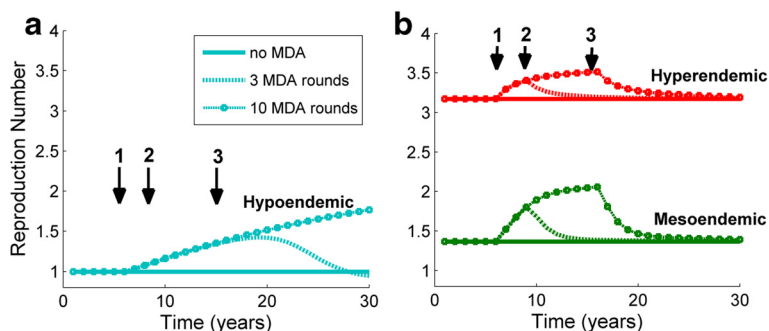 a
4
3.5
3
2.5
2
1.5
1
Reproduction Number
no MDA
3 MDA rounds
10 MDA rounds
1 2 3
Hypoendemic
0 10 20 30
Time (years)
b
4
3.5
3
2.5
2
1.5
1
1 2 3
Hyperendemic
Mesoendemic
0 10 20 30
Time (years)